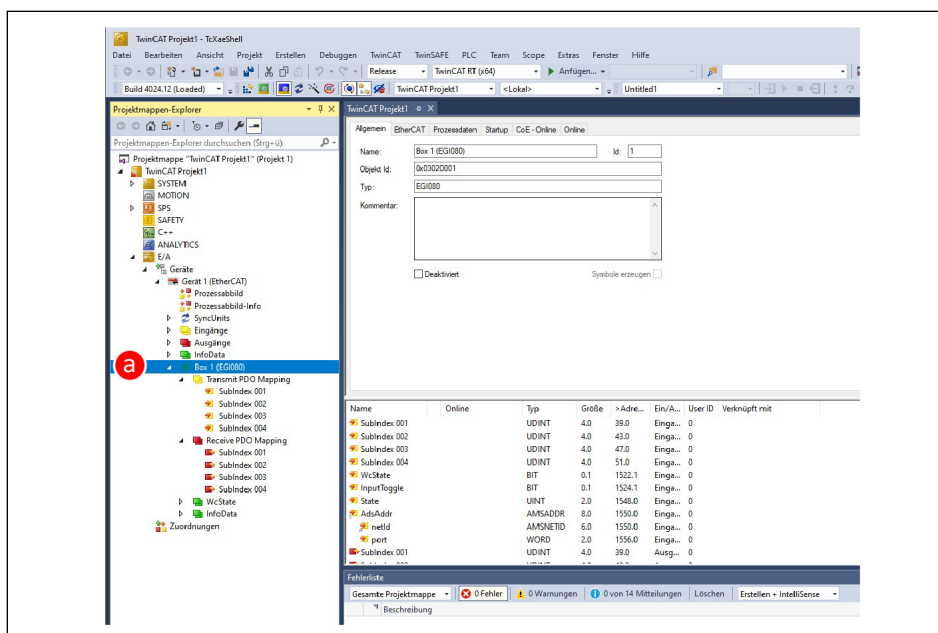 TwinCAT Projekt1 - TcXaeShell
Datei Bearbeiten Ansicht Projekt Erstellen Debuggen TwinCAT TwinSAFE PLC Team Scope Extras Fenster Hilfe
Release TwinCAT RT (x64) Anfügen...
Build 4024.12 (Loaded) TwinCAT Projekt1 <Lokal> Untitled1
Projektmappen-Explorer
Projektmappen-Explorer durchsuchen (Strg+ü)
Projektmappe "TwinCAT Projekt1" (Projekt 1)
TwinCAT Projekt1
SYSTEM
MOTION
SPS
SAFETY
C++
ANALYTICS
E/A
Geräte
Gerät 1 (EtherCAT)
Prozessabbild
Prozessabbild-Info
SyncUnits
Eingänge
Ausgänge
InfoData
a
Box 1 (EGI080)
Transmit PDO Mapping
SubIndex 001
SubIndex 002
SubIndex 003
SubIndex 004
Receive PDO Mapping
SubIndex 001
SubIndex 002
SubIndex 003
SubIndex 004
WcState
InfoData
Zuordnungen
TwinCAT Projekt1
Allgemein EtherCAT Prozessdaten Startup CoE - Online Online
Name: Box 1 (EGI080) Id: 1
Objekt Id: 0x03020001
Typ: EGI080
Kommentar:
Deaktiviert Symbole erzeugen
Name Online Typ Größe >Adre... Ein/A... User ID Verknüpft mit
SubIndex 001 UDINT 4.0 39.0 Einga... 0
SubIndex 002 UDINT 4.0 43.0 Einga... 0
SubIndex 003 UDINT 4.0 47.0 Einga... 0
SubIndex 004 UDINT 4.0 51.0 Einga... 0
WcState BIT 0.1 1522.1 Einga... 0
InputToggle BIT 0.1 1524.1 Einga... 0
State UINT 2.0 1548.0 Einga... 0
AdsAddr AMSADDR 8.0 1550.0 Einga... 0
netId AMSNETID 6.0 1550.0 Einga... 0
port WORD 2.0 1556.0 Einga... 0
SubIndex 001 UDINT 4.0 39.0 Ausg... 0
Fehlerliste
Gesamte Projektmappe 0 Fehler 0 Warnungen 0 von 14 Mitteilungen Löschen Erstellen + IntelliSense
Beschreibung